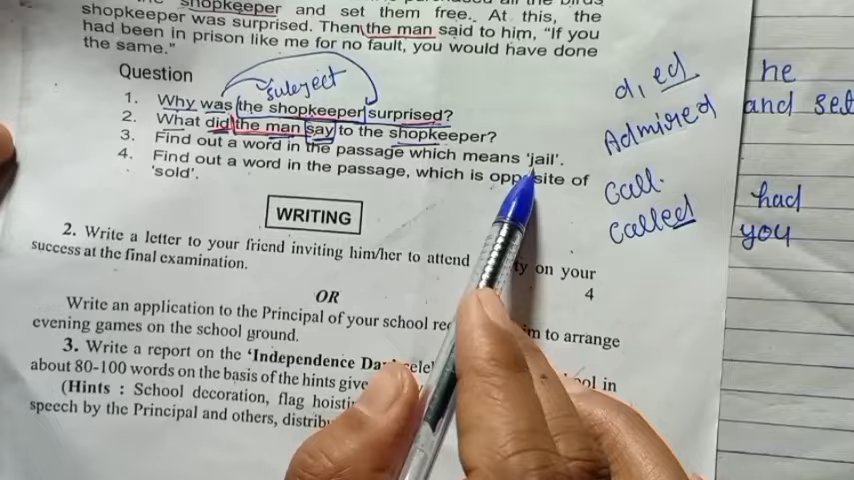 shopkeeper and set them free. At this, the
shopkeeper was surprised. Then the man said to him, "If you
had been in prison like me for no fault, you would have done
the same."
Question
subject
1. Why was the shopkeeper surprised?
2. What did the man say to the shopkeeper?
3. Find out a word in the passage which means 'jail'.
4. Find out a word in the passage, which is opposite of
'sold'.
WRITING
2. Write a letter to your friend inviting him/her to attend on your
success at the final examination.
4
OR
Write an application to the Principal of your school to arrange
evening games on the school ground.
3. Write a report on the 'Independence Day
about 80-100 words on the basis of the hints in
(Hints : School decoration, flag
speech by the Principal and others,
d, ed
Admired
Call.
Called
he
and set
had
you